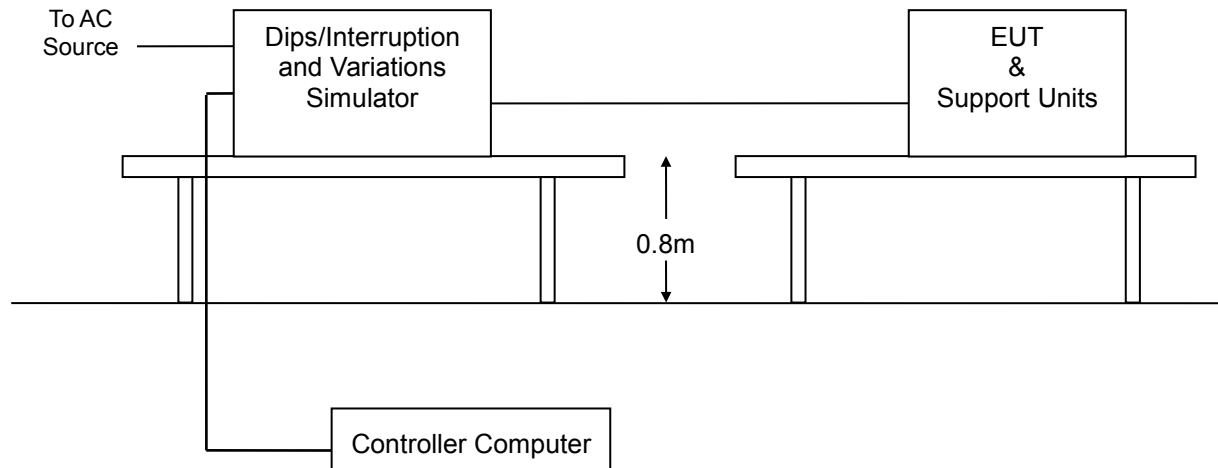 To AC
Source
Dips/Interruption
and Variations
Simulator
EUT
&
Support Units
0.8m
Controller Computer